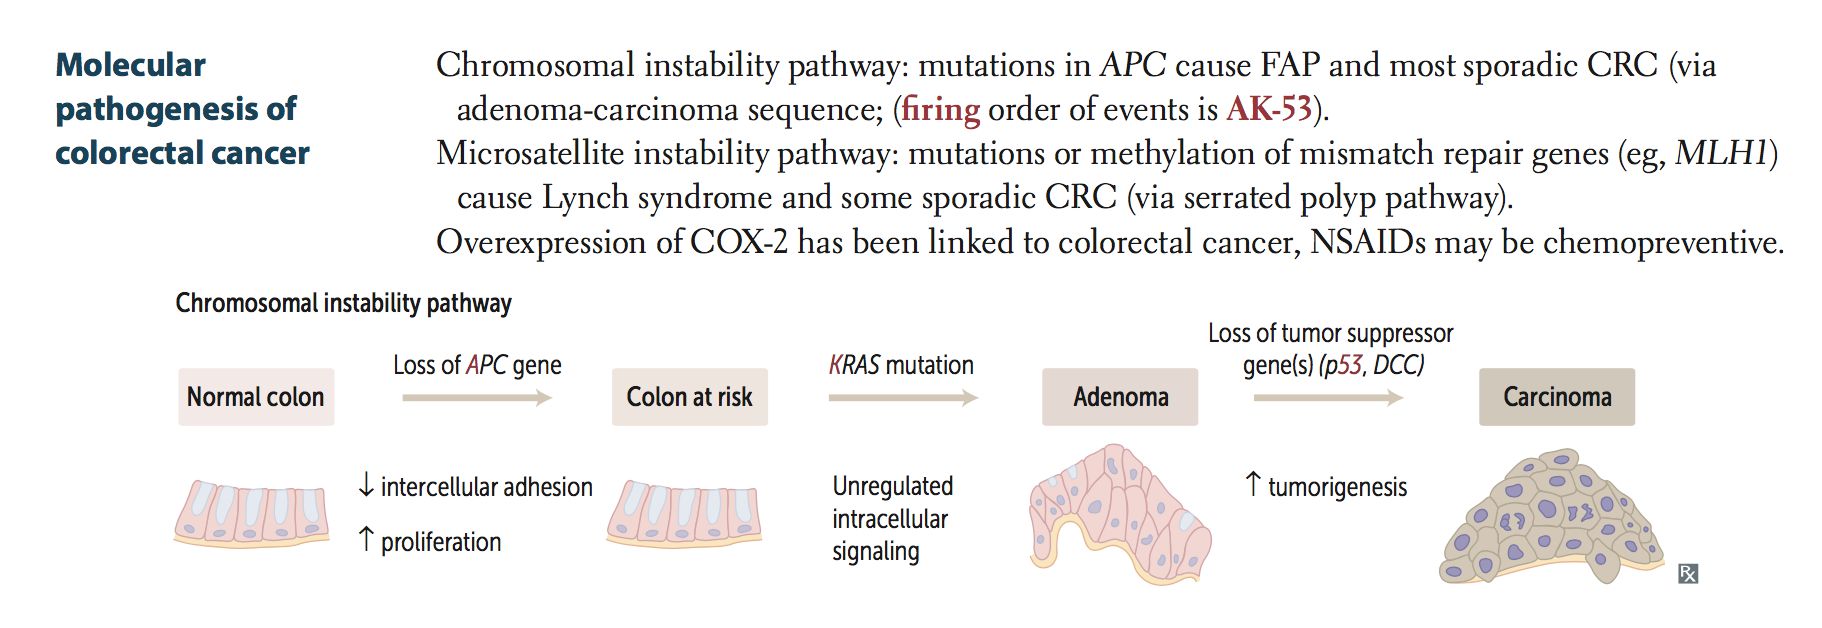 Molecular
pathogenesis of
colorectal cancer
Chromosomal instability pathway: mutations in APC cause FAP and most sporadic CRC (via
adenoma-carcinoma sequence; (firing order of events is AK-53).
Microsatellite instability pathway: mutations or methylation of mismatch repair genes (eg, MLH1)
cause Lynch syndrome and some sporadic CRC (via serrated polyp pathway).
Overexpression of COX-2 has been linked to colorectal cancer, NSAIDs may be chemopreventive.
Chromosomal instability pathway
Normal colon
Loss of APC gene
Colon at risk
KRAS mutation
Adenoma
Loss of tumor suppressor
gene(s) (p53, DCC)
Carcinoma
↓ intercellular adhesion
↑ proliferation
Unregulated
intracellular
signaling
↑ tumorigenesis
Rx